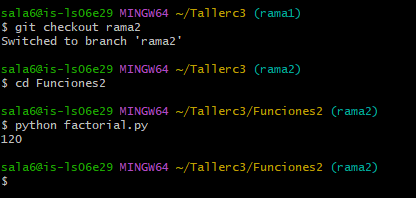 sala6@is-ls06e29 MINGW64 ~/Tallerc3 (rama1)
$ git checkout rama2
Switched to branch 'rama2'
sala6@is-ls06e29 MINGW64 ~/Tallerc3 (rama2)
$ cd Funciones2
sala6@is-ls06e29 MINGW64 ~/Tallerc3/Funciones2 (rama2)
$ python factorial.py
120
sala6@is-ls06e29 MINGW64 ~/Tallerc3/Funciones2 (rama2)
$